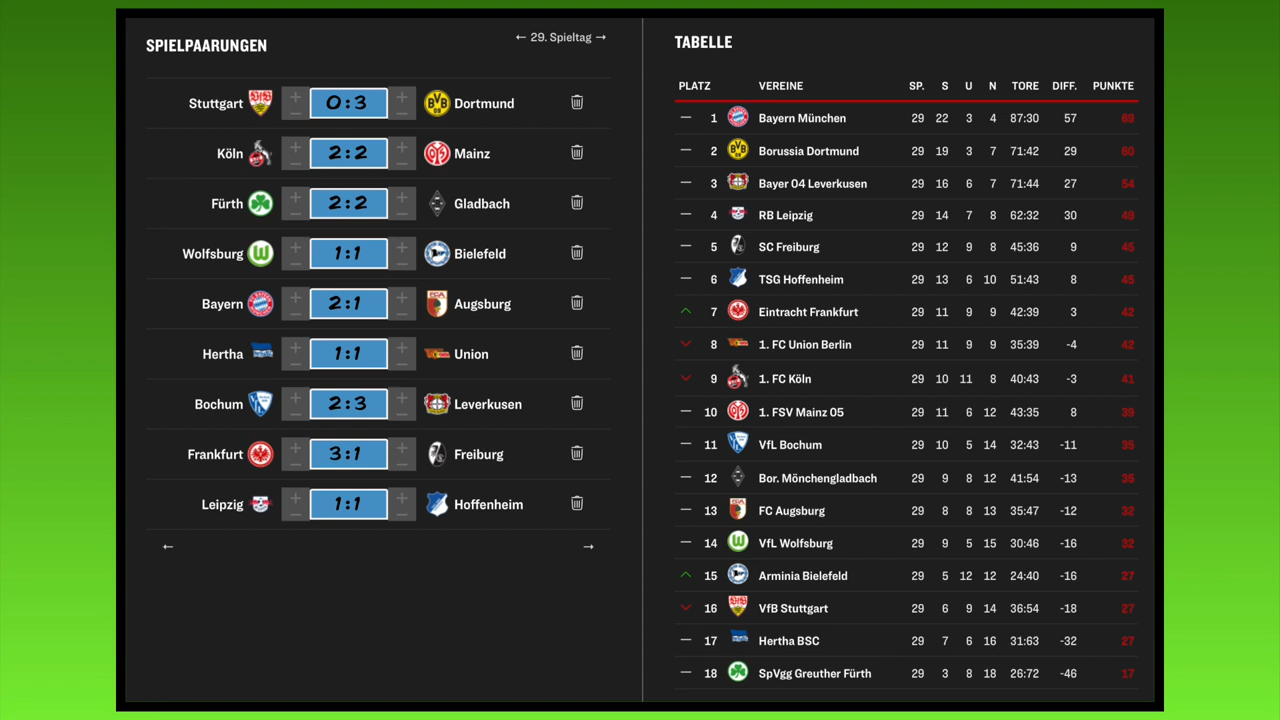 SPIELPAARUNGEN
← 29. Spieltag →
Stuttgart 0:3 Dortmund
Köln 2:2 Mainz
Fürth 2:2 Gladbach
Wolfsburg 1:1 Bielefeld
Bayern 2:1 Augsburg
Hertha 1:1 Union
Bochum 2:3 Leverkusen
Frankfurt 3:1 Freiburg
Leipzig 1:1 Hoffenheim
← →
TABELLE
PLATZ VEREINE SP. S U N TORE DIFF. PUNKTE
1 Bayern München 29 22 3 4 87:30 57 69
2 Borussia Dortmund 29 19 3 7 71:42 29 60
3 Bayer 04 Leverkusen 29 16 6 7 71:44 27 54
4 RB Leipzig 29 14 7 8 62:32 30 49
5 SC Freiburg 29 12 9 8 45:36 9 45
6 TSG Hoffenheim 29 13 6 10 51:43 8 45
7 Eintracht Frankfurt 29 11 9 9 42:39 3 42
8 1. FC Union Berlin 29 11 9 9 35:39 -4 42
9 1. FC Köln 29 10 11 8 40:43 -3 41
10 1. FSV Mainz 05 29 11 6 12 43:35 8 39
11 VfL Bochum 29 10 5 14 32:43 -11 35
12 Bor. Mönchengladbach 29 9 8 12 41:54 -13 35
13 FC Augsburg 29 8 8 13 35:47 -12 32
14 VfL Wolfsburg 29 9 5 15 30:46 -16 32
15 Arminia Bielefeld 29 5 12 12 24:40 -16 27
16 VfB Stuttgart 29 6 9 14 36:54 -18 27
17 Hertha BSC 29 7 6 16 31:63 -32 27
18 SpVgg Greuther Fürth 29 3 8 18 26:72 -46 17